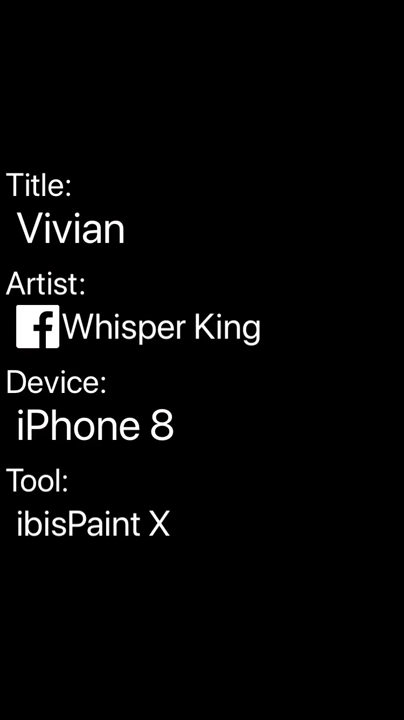 Title:
Vivian
Artist:
Whisper King
Device:
iPhone 8
Tool:
ibisPaint X